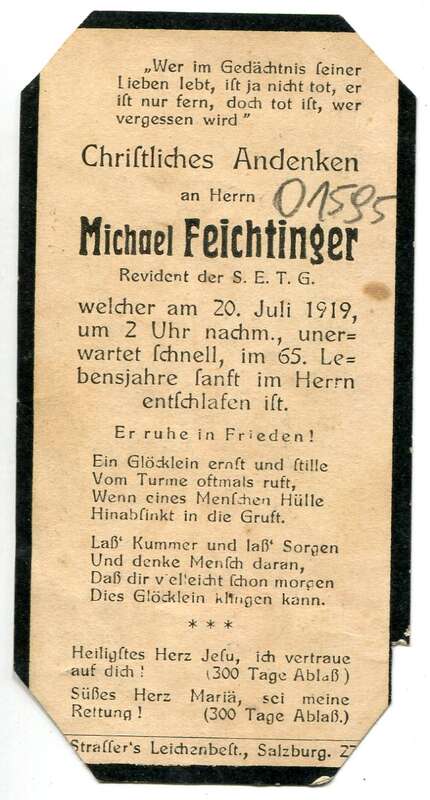 „Wer im Gedächtnis ſeiner
Lieben lebt, iſt ja nicht tot, er
iſt nur fern, doch tot iſt, wer
vergessen wird”
Chriſtliches Andenken
an Herrn
01595
Michael Feichtinger
Revident der S. E. T. G.
welcher am 20. Juli 1919,
um 2 Uhr nachm., uner=
wartet ſchnell, im 65. Le=
bensjahre ſanft im Herrn
entſchlafen iſt.
Er ruhe in Frieden!
Ein Glöcklein ernſt und ſtille
Vom Turme oftmals ruft,
Wenn eines Menſchen Hülle
Hinabſinkt in die Gruft.
Laß‘ Kummer und laß‘ Sorgen
Und denke Menſch daran,
Daß dir vielleicht ſchon morgen
Dies Glöcklein klingen kann.
* * *
Heiligſtes Herz Jeſu, ich vertraue
auf dich! (300 Tage Ablaß)
Süßes Herz Mariä, sei meine
Rettung! (300 Tage Ablaß.)
Straſſer's Leichenbeſt., Salzburg. 27